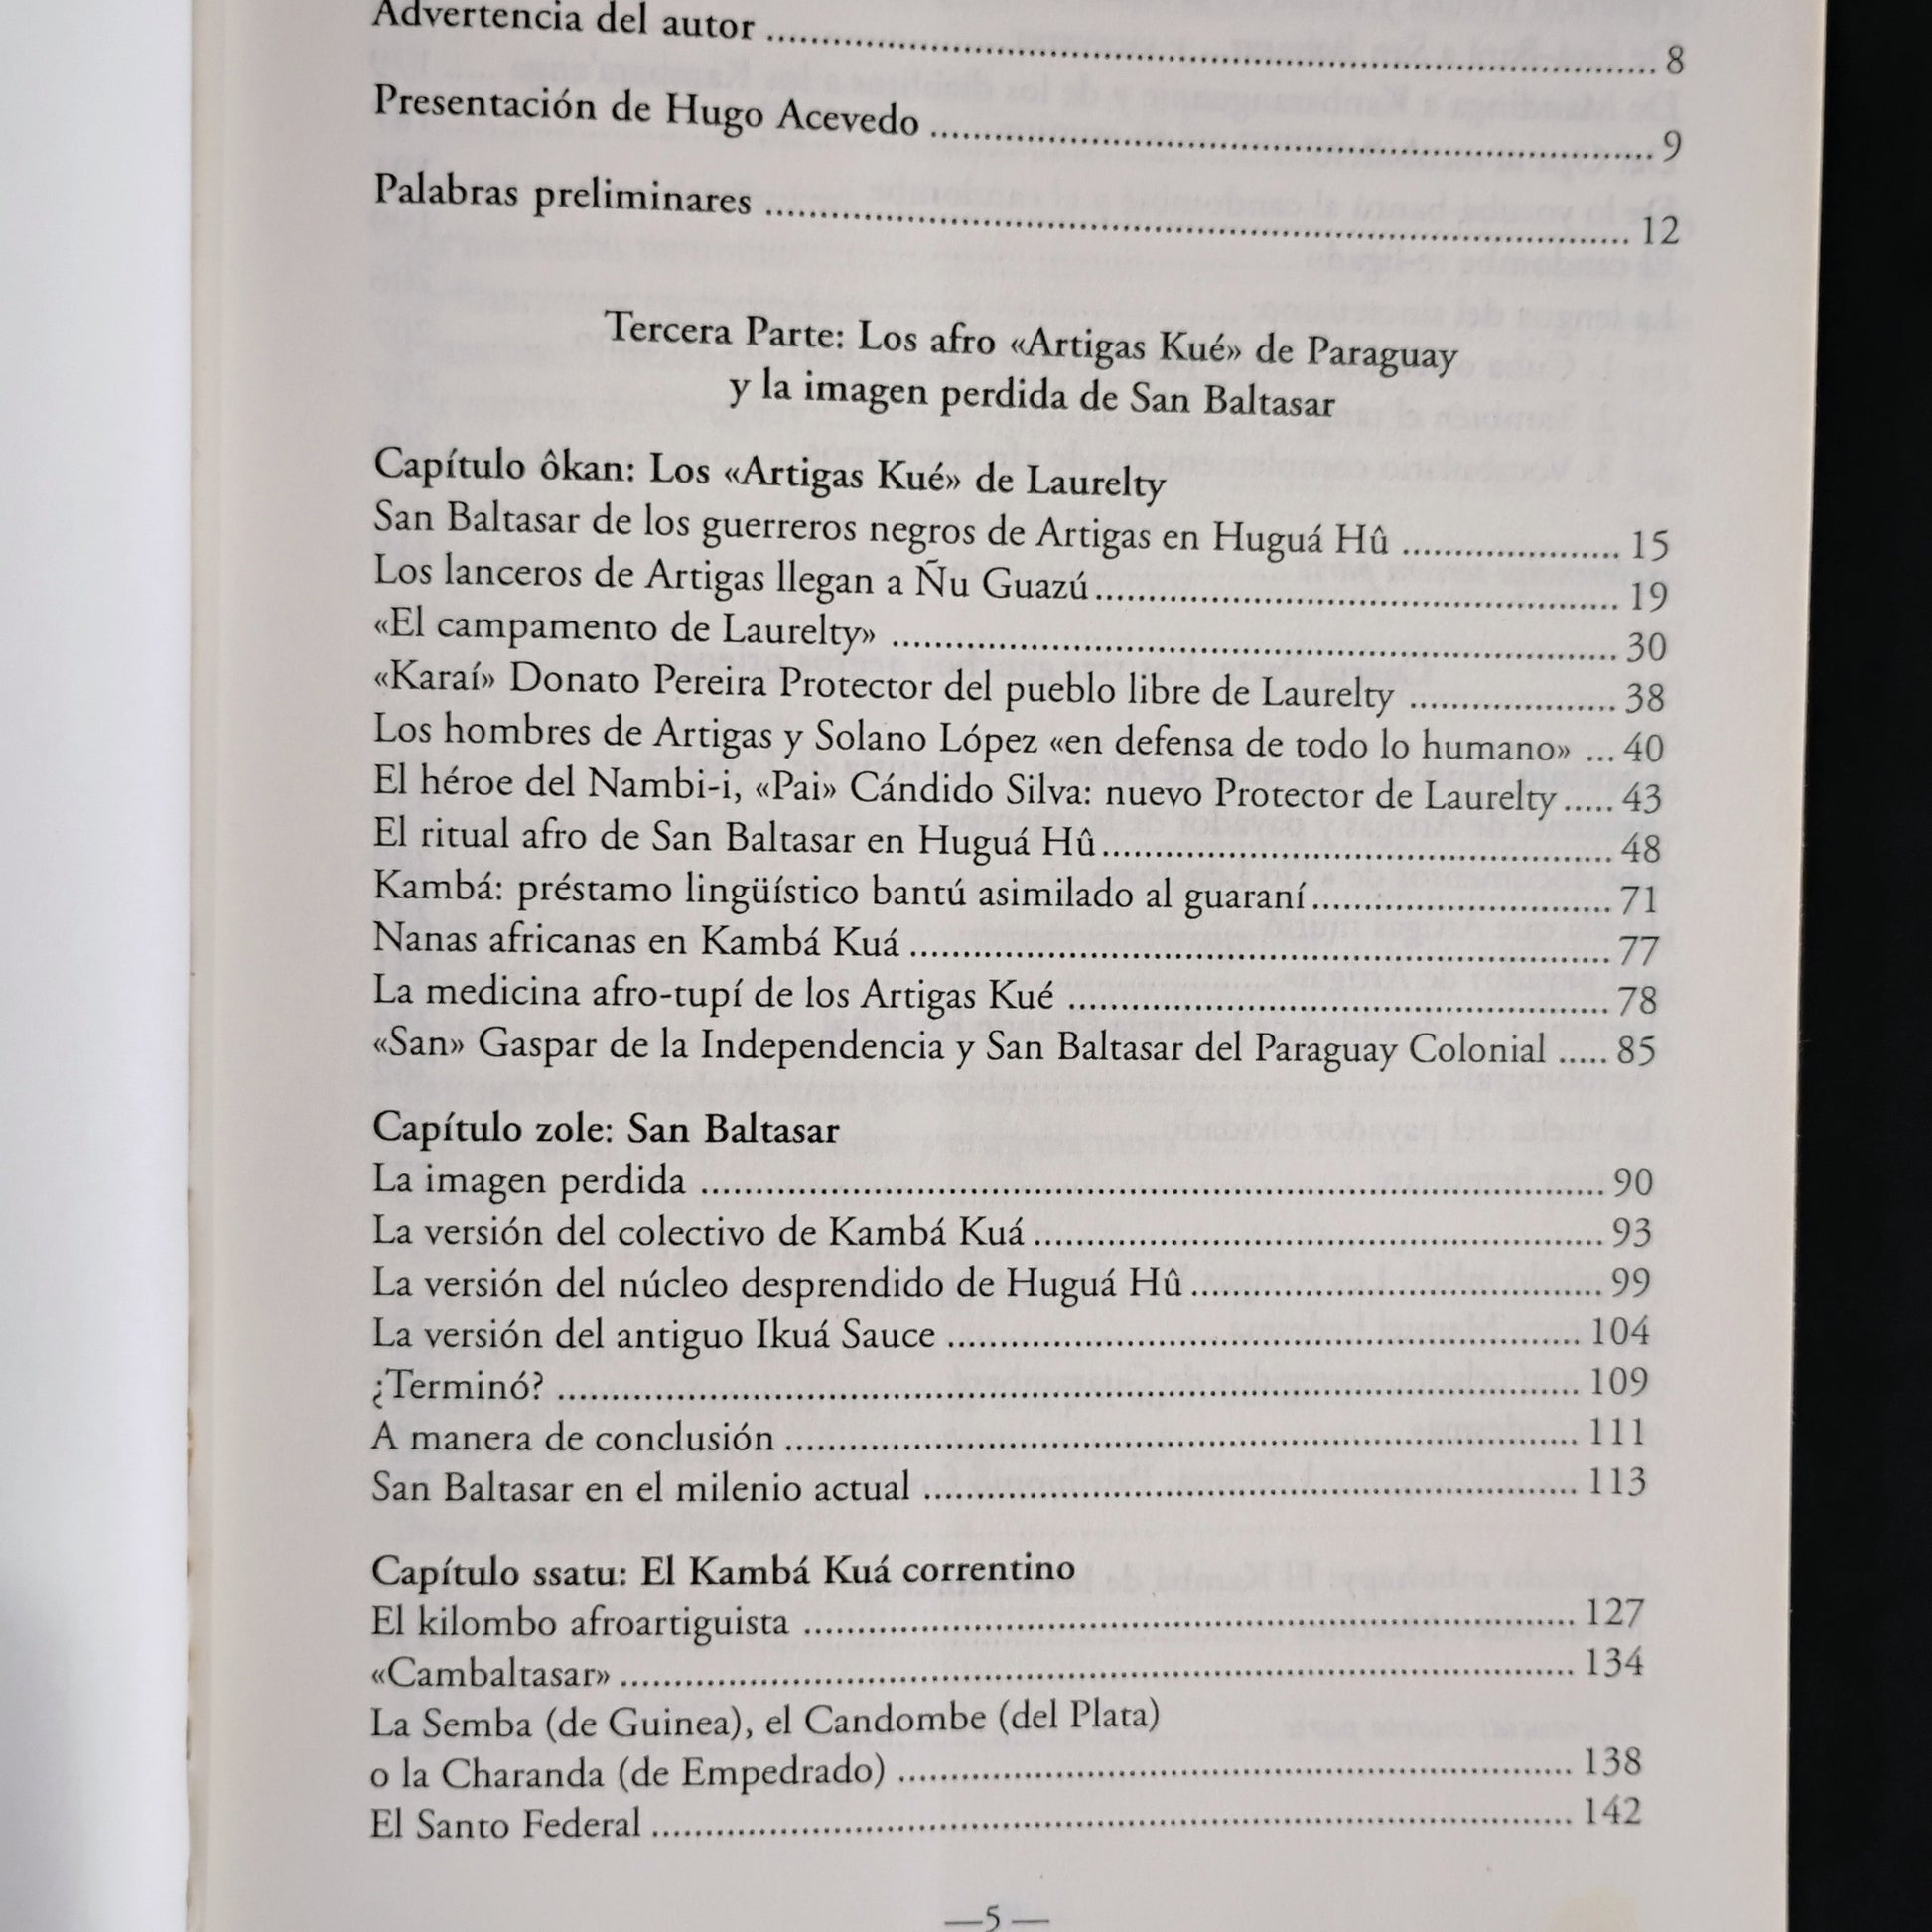 Advertencia del autor ........ 8
Presentación de Hugo Acevedo ........ 9
Palabras preliminares ........ 12
Tercera Parte: Los afro «Artigas Kué» de Paraguay
y la imagen perdida de San Baltasar
Capítulo ôkan: Los «Artigas Kué» de Laurelty
San Baltasar de los guerreros negros de Artigas en Huguá Hû ........ 15
Los lanceros de Artigas llegan a Ñu Guazú ........ 19
«El campamento de Laurelty» ........ 30
«Karaí» Donato Pereira Protector del pueblo libre de Laurelty ........ 38
Los hombres de Artigas y Solano López «en defensa de todo lo humano» ... 40
El héroe del Nambi-i, «Pai» Cándido Silva: nuevo Protector de Laurelty ..... 43
El ritual afro de San Baltasar en Huguá Hû ........ 48
Kambá: préstamo lingüístico bantú asimilado al guaraní ........ 71
Nanas africanas en Kambá Kuá ........ 77
La medicina afro-tupí de los Artigas Kué ........ 78
«San» Gaspar de la Independencia y San Baltasar del Paraguay Colonial ..... 85
Capítulo zole: San Baltasar
La imagen perdida ........ 90
La versión del colectivo de Kambá Kuá ........ 93
La versión del núcleo desprendido de Huguá Hû ........ 99
La versión del antiguo Ikuá Sauce ........ 104
¿Terminó? ........ 109
A manera de conclusión ........ 111
San Baltasar en el milenio actual ........ 113
Capítulo ssatu: El Kambá Kuá correntino
El kilombo afroartiguista ........ 127
«Cambaltasar» ........ 134
La Semba (de Guinea), el Candombe (del Plata)
o la Charanda (de Empedrado) ........ 138
El Santo Federal ........ 142
—5—